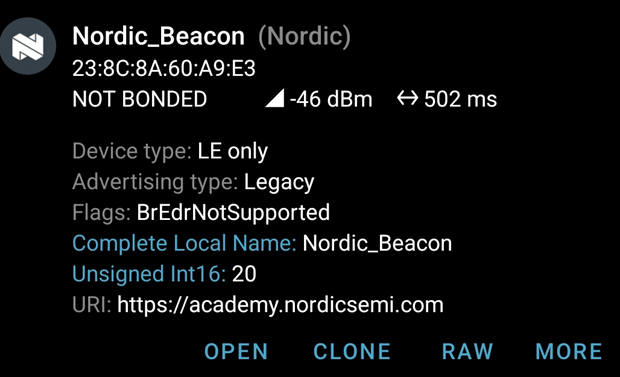 Nordic_Beacon (Nordic)
23:8C:8A:60:A9:E3
NOT BONDED -46 dBm 502 ms
Device type: LE only
Advertising type: Legacy
Flags: BrEdrNotSupported
Complete Local Name: Nordic_Beacon
Unsigned Int16: 20
URI: https://academy.nordicsemi.com
OPEN CLONE RAW MORE